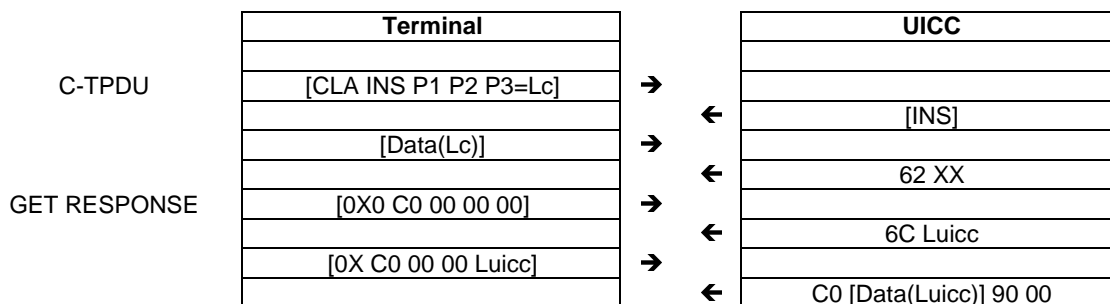 Terminal UICC
C-TPDU [CLA INS P1 P2 P3=Lc] →
← [INS]
[Data(Lc)] →
← 62 XX
GET RESPONSE [0X0 C0 00 00 00] →
← 6C Luicc
[0X C0 00 00 Luicc] →
← C0 [Data(Luicc)] 90 00